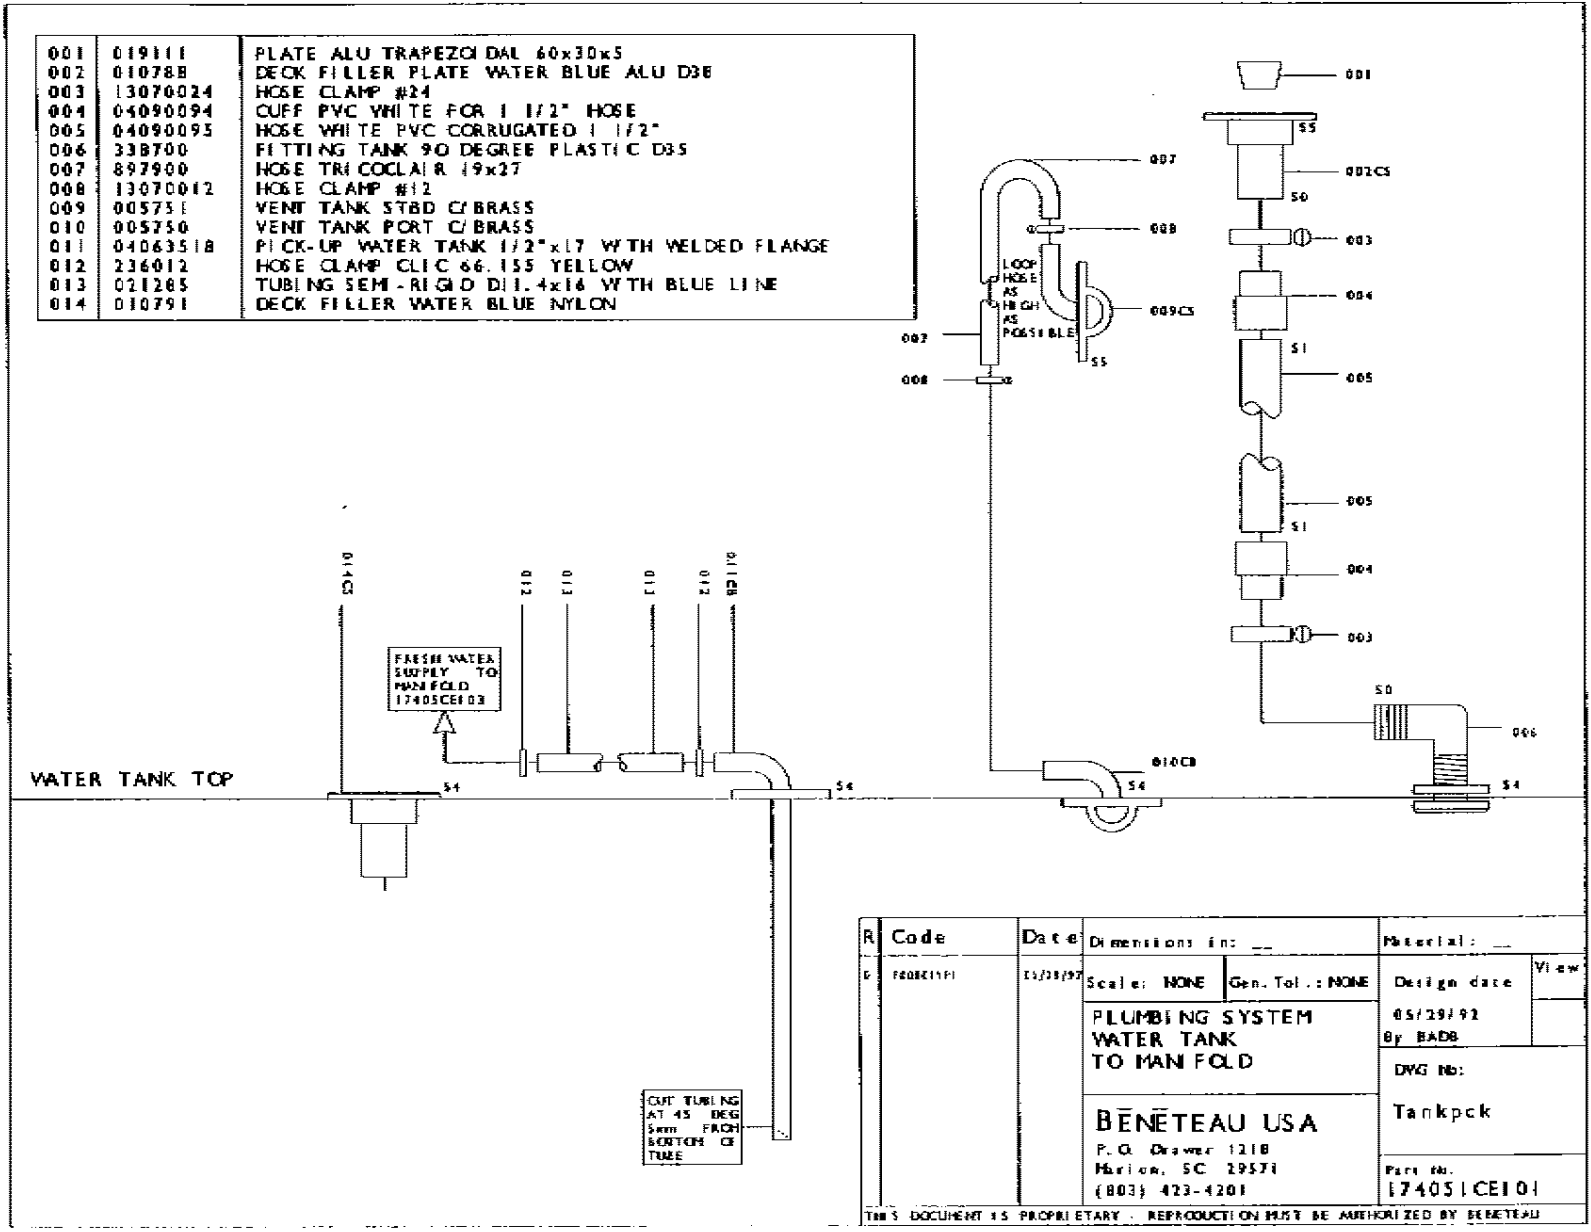 001 019111 PLATE ALU TRAPEZOIDAL 60x30x5
002 010788 DECK FILLER PLATE WATER BLUE ALU D38
003 13070024 HOSE CLAMP #24
004 04090094 CUFF PVC WHITE FOR 1 1/2" HOSE
005 04090095 HOSE WHITE PVC CORRUGATED 1 1/2"
006 338700 FITTING TANK 90 DEGREE PLASTIC D35
007 897900 HOSE TRICOCLAIR 19x27
008 13070012 HOSE CLAMP #12
009 005751 VENT TANK STBD C/BRASS
010 005750 VENT TANK PORT C/BRASS
011 04063518 PICK-UP WATER TANK 1/2"x17 WITH WELDED FLANGE
012 236012 HOSE CLAMP CLIC 66.155 YELLOW
013 021285 TUBING SEMI-RIGID D11.4x16 WITH BLUE LINE
014 010791 DECK FILLER WATER BLUE NYLON
001
S5
002CS
S0
003
004
S1
005
005
S1
004
003
S0
006
S4
007
008
LOOP
HOSE
AS
HIGH
AS
POSSIBLE
009CS
S5
007
008
010CB
S4
014CS
012
013
013
012
011CB
FRESH WATER
SUPPLY TO
MANIFOLD
17405CE103
WATER TANK TOP
S4
S4
CUT TUBING
AT 45 DEG
5mm FROM
BOTTOM OF
TUBE
R Code Date Dimensions in: __ Material: __
Scale: NONE Gen. Tol.: NONE Design date View
05/29/92
By BADB
PLUMBING SYSTEM
WATER TANK
TO MANIFOLD
DWG No:
Tankpck
BENETEAU USA
P.O. Drawer 1218
Marion, SC 29571
(803) 423-4201
Part No.
174051CE101
THIS DOCUMENT IS PROPRIETARY - REPRODUCTION MUST BE AUTHORIZED BY BENETEAU